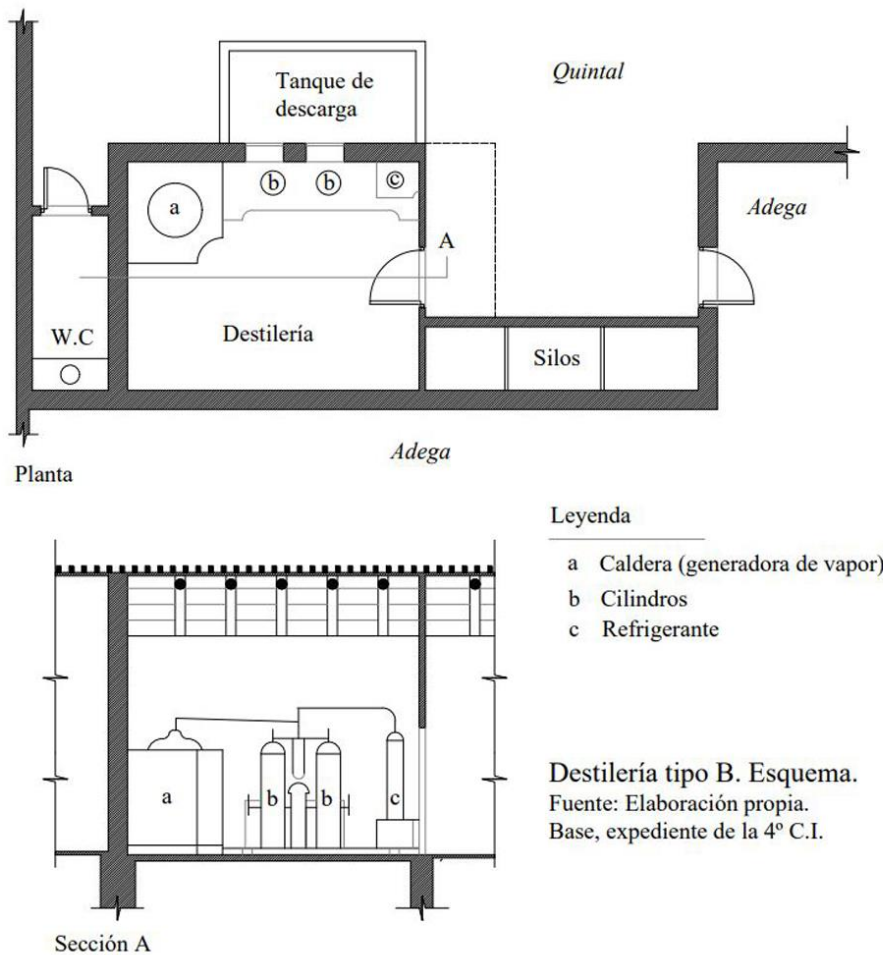 Tanque de
descarga
Quintal
a
b
b
c
Adega
A
W.C
Destilería
Silos
Adega
Planta
Leyenda
a Caldera (generadora de vapor)
b Cilindros
c Refrigerante
a
b
b
c
Destilería tipo B. Esquema.
Fuente: Elaboración propia.
Base, expediente de la 4º C.I.
Sección A